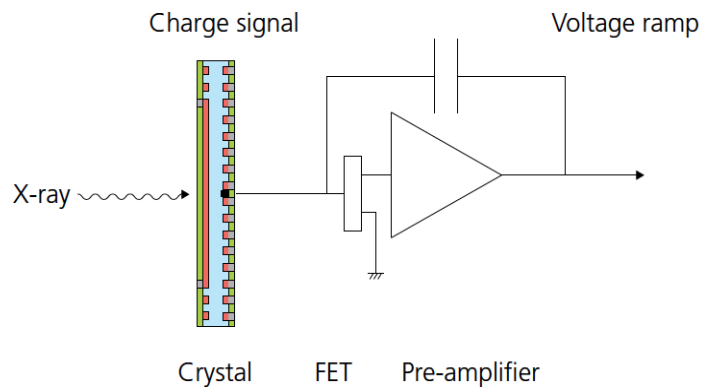 Charge signal
Voltage ramp
X-ray
Crystal
FET
Pre-amplifier